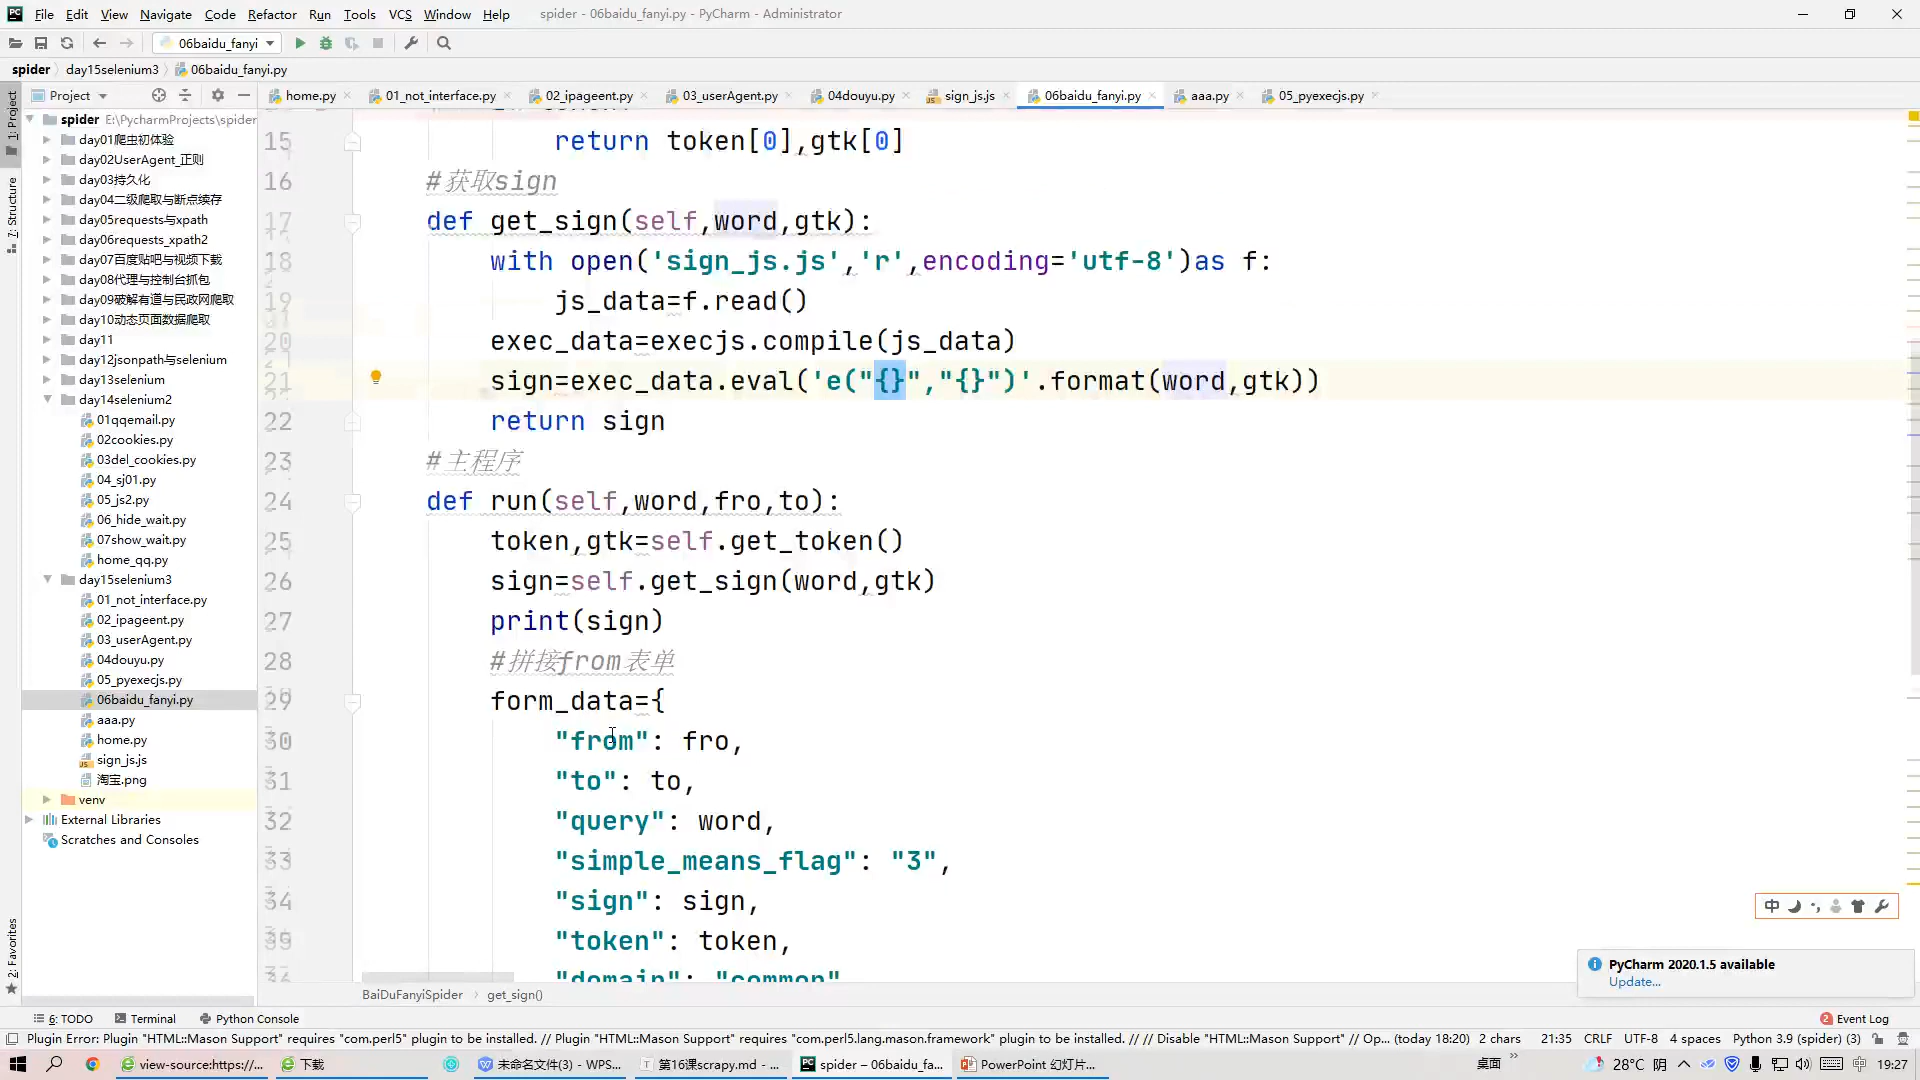 File Edit View Navigate Code Refactor Run Tools VCS Window Help spider - 06baidu_fanyi.py - PyCharm - Administrator
06baidu_fanyi
spider day15selenium3 06baidu_fanyi.py
Project
home.py 01_not_interface.py 02_ipageent.py 03_userAgent.py 04douyu.py sign_js.js 06baidu_fanyi.py aaa.py 05_pyexecjs.py
1: Project
7: Structure
2: Favorites
spider E:\PycharmProjects\spider
day01爬虫初体验
day02UserAgent_正则
day03持久化
day04二级爬取与断点续存
day05requests与xpath
day06requests_xpath2
day07百度贴吧与视频下载
day08代理与控制台抓包
day09破解有道与民政网爬取
day10动态页面数据爬取
day11
day12jsonpath与selenium
day13selenium
day14selenium2
01qqemail.py
02cookies.py
03del_cookies.py
04_sj01.py
05_js2.py
06_hide_wait.py
07show_wait.py
home_qq.py
day15selenium3
01_not_interface.py
02_ipageent.py
03_userAgent.py
04douyu.py
05_pyexecjs.py
06baidu_fanyi.py
aaa.py
home.py
sign_js.js
淘宝.png
venv
External Libraries
Scratches and Consoles
15 return token[0],gtk[0]
16 #获取sign
17 def get_sign(self,word,gtk):
18 with open('sign_js.js','r',encoding='utf-8')as f:
19 js_data=f.read()
20 exec_data=execjs.compile(js_data)
21 sign=exec_data.eval('e("{}","{}")'.format(word,gtk))
22 return sign
23 #主程序
24 def run(self,word,fro,to):
25 token,gtk=self.get_token()
26 sign=self.get_sign(word,gtk)
27 print(sign)
28 #拼接from表单
29 form_data={
30 "from": fro,
31 "to": to,
32 "query": word,
33 "simple_means_flag": "3",
34 "sign": sign,
35 "token": token,
36 "domain": "common"
BaiDuFanyiSpider get_sign()
中
PyCharm 2020.1.5 available
Update...
6: TODO Terminal Python Console 2 Event Log
Plugin Error: Plugin "HTML::Mason Support" requires "com.perl5" plugin to be installed. // Plugin "HTML::Mason Support" requires "com.perl5.lang.mason.framework" plugin to be installed. // // Disable "HTML::Mason Support" // Op... (today 18:20) 2 chars 21:35 CRLF UTF-8 4 spaces Python 3.9 (spider) (3)
view-source:https://... 下载 未命名文件(3) - WPS... 第16课scrapy.md - ... spider – 06baidu_fa... PowerPoint 幻灯片... 桌面 28°C 阴 中 19:27